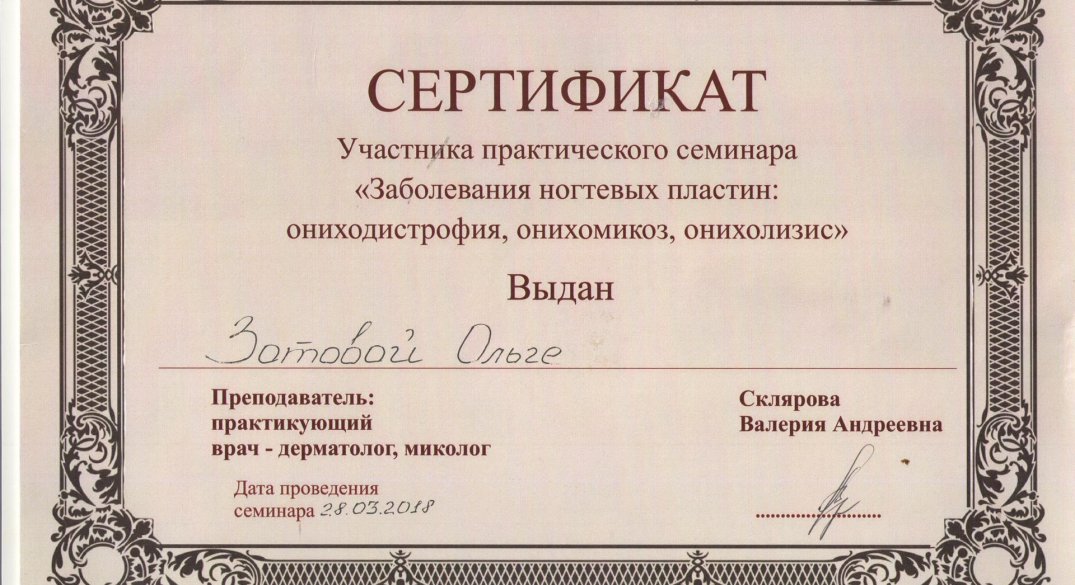 СЕРТИФИКАТ
Участника практического семинара
«Заболевания ногтевых пластин:
ониходистрофия, онихомикоз, онихолизис»
Выдан
Зотовой Ольге
Преподаватель:
практикующий
врач - дерматолог, миколог
Склярова
Валерия Андреевна
Дата проведения
семинара 28.03.2018